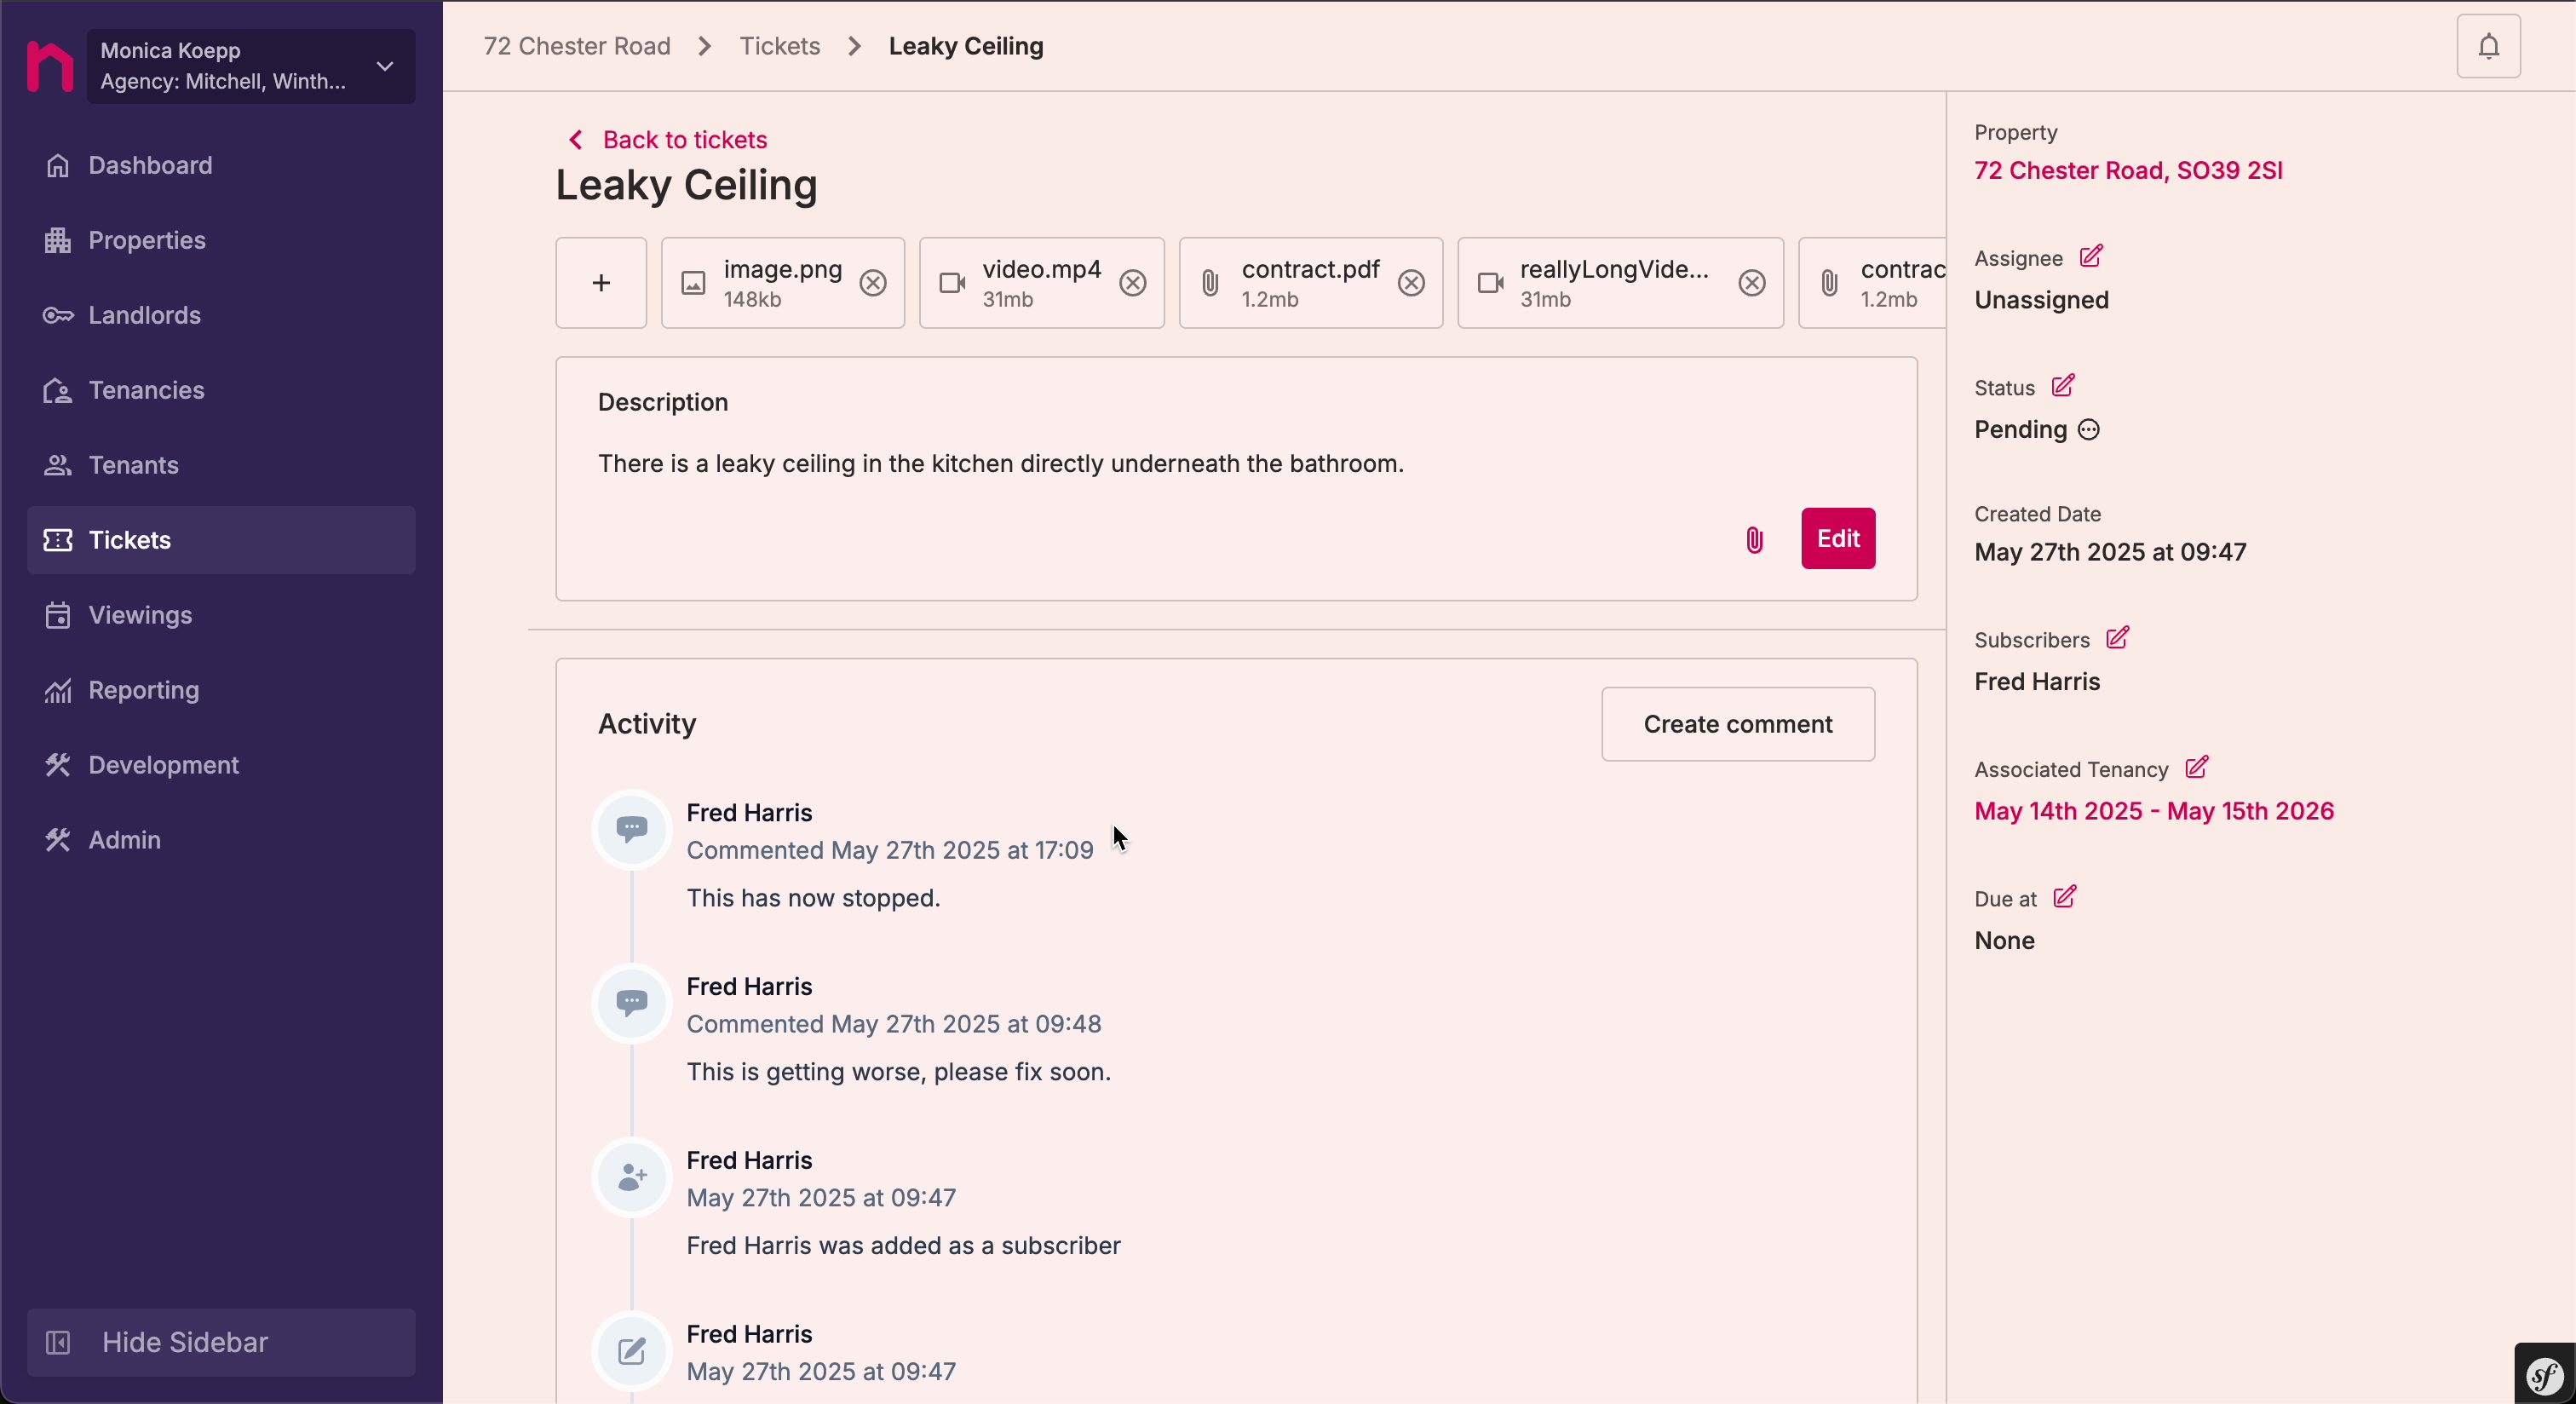 Monica Koepp
Agency: Mitchell, Winth...
Dashboard
Properties
Landlords
Tenancies
Tenants
Tickets
Viewings
Reporting
Development
Admin
Hide Sidebar
72 Chester Road > Tickets > Leaky Ceiling
Back to tickets
Leaky Ceiling
+
image.png
148kb
video.mp4
31mb
contract.pdf
1.2mb
reallyLongVide...
31mb
contrac
1.2mb
Description
There is a leaky ceiling in the kitchen directly underneath the bathroom.
Edit
Activity
Create comment
Fred Harris
Commented May 27th 2025 at 17:09
This has now stopped.
Fred Harris
Commented May 27th 2025 at 09:48
This is getting worse, please fix soon.
Fred Harris
May 27th 2025 at 09:47
Fred Harris was added as a subscriber
Fred Harris
May 27th 2025 at 09:47
Property
72 Chester Road, SO39 2SI
Assignee
Unassigned
Status
Pending
Created Date
May 27th 2025 at 09:47
Subscribers
Fred Harris
Associated Tenancy
May 14th 2025 - May 15th 2026
Due at
None
sf